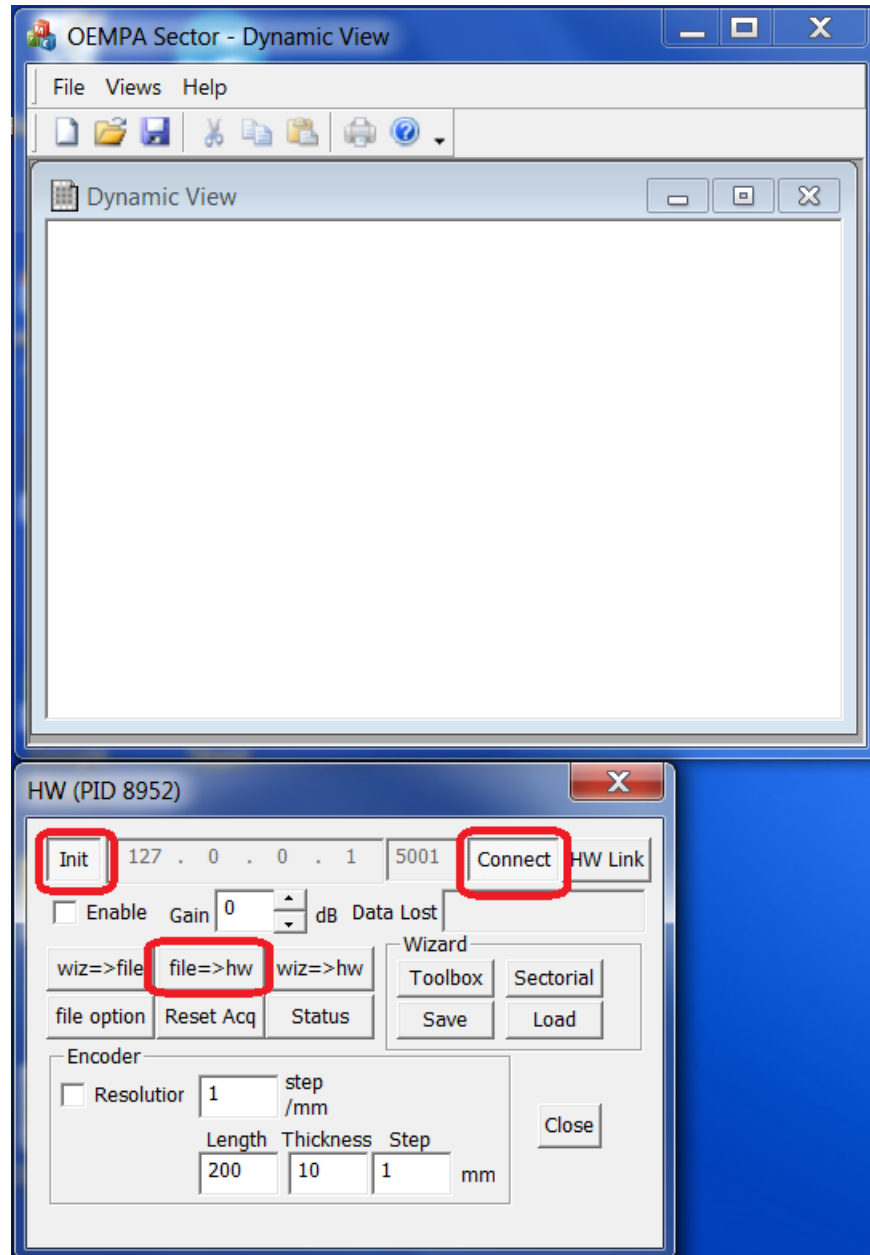 OEMPA Sector - Dynamic View
File Views Help
Dynamic View
HW (PID 8952)
Init 127 . 0 . 0 . 1 5001 Connect HW Link
Enable Gain 0 dB Data Lost
wiz=>file file=>hw wiz=>hw
Wizard
Toolbox Sectorial
file option Reset Acq Status
Save Load
Encoder
Resolutior 1 step
/mm
Close
Length Thickness Step
200 10 1 mm